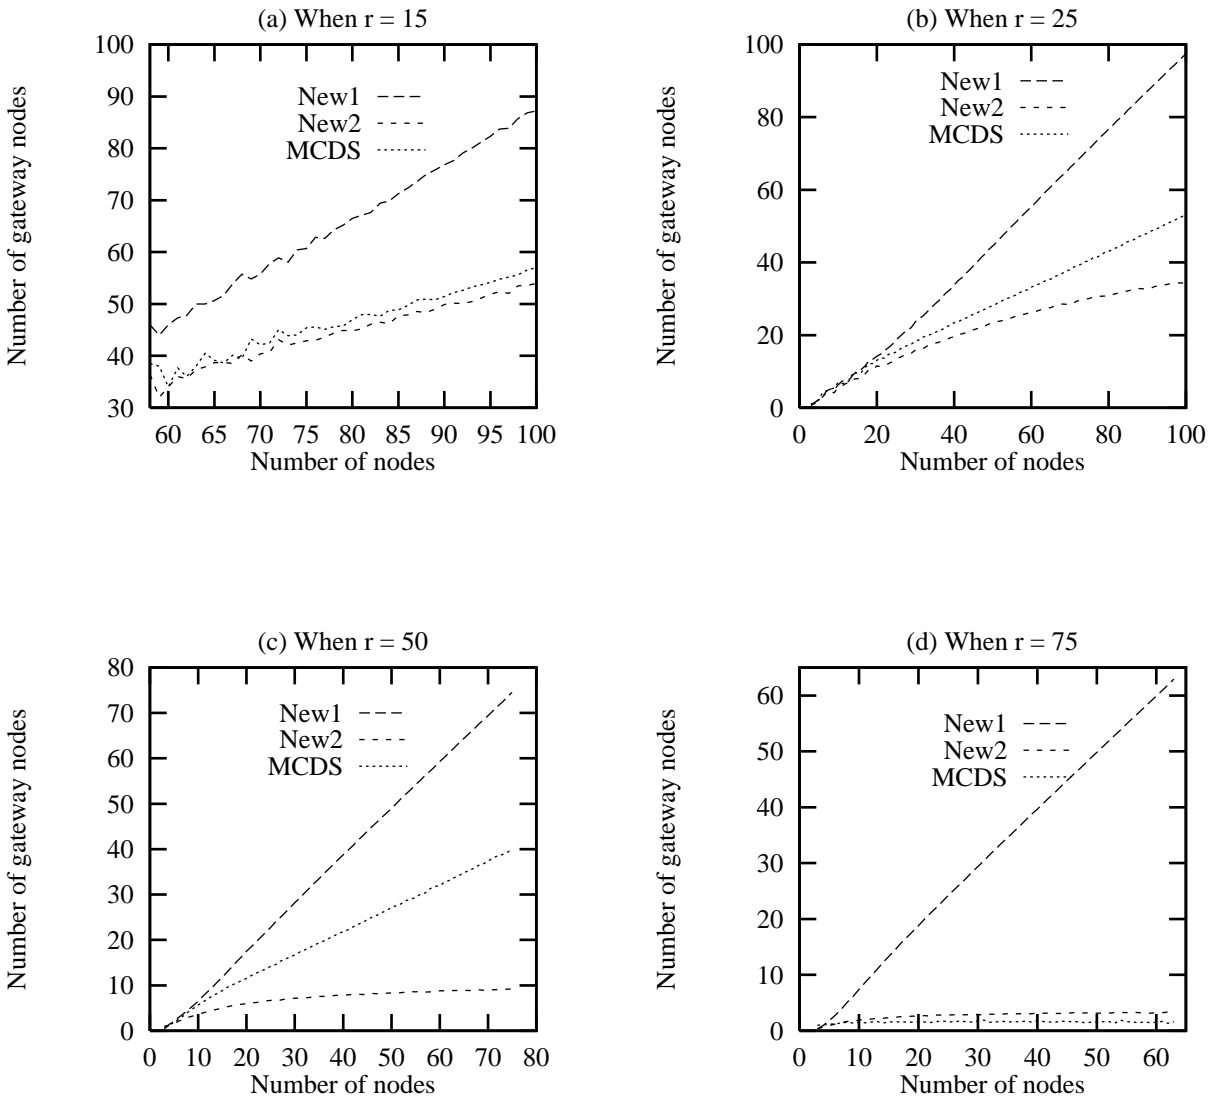 (a) When r = 15
100
90
80
70
60
50
40
30
New1
New2
MCDS
60 65 70 75 80 85 90 95 100
Number of nodes
Number of gateway nodes
(b) When r = 25
100
80
60
40
20
0
New1
New2
MCDS
0 20 40 60 80 100
Number of nodes
Number of gateway nodes
(c) When r = 50
80
70
60
50
40
30
20
10
0
New1
New2
MCDS
0 10 20 30 40 50 60 70 80
Number of nodes
Number of gateway nodes
(d) When r = 75
60
50
40
30
20
10
0
New1
New2
MCDS
0 10 20 30 40 50 60
Number of nodes
Number of gateway nodes